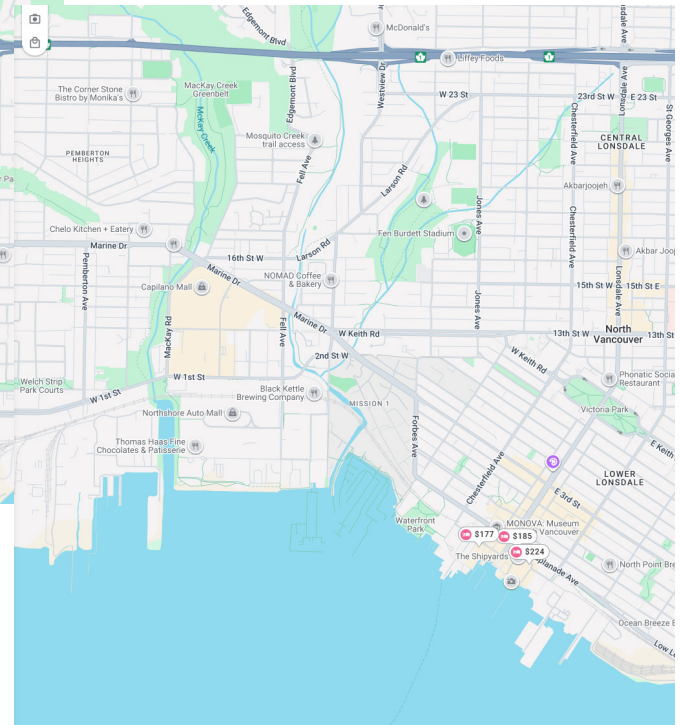 Edgemont Blvd
McDonald's
Lonsdale Ave
Liffey Foods
1
1
Westview Dr
W 23 St
23rd St W
E 23 St
The Corner Stone
Bistro by Monika's
MacKay Creek
Greenbelt
Edgemont Blvd
Lonsdale Ave
St Georges Ave
McKay Creek
Mosquito Creek
trail access
Chesterfield Ave
CENTRAL
LONSDALE
PEMBERTON
HEIGHTS
Fell Ave
Larson Rd
Akbarjoojeh
Chelo Kitchen + Eatery
Jones Ave
Chesterfield Ave
Marine Dr
Fen Burdett Stadium
Larson Rd
16th St W
Akbar Jooj
Pemberton Ave
Marine Dr
Capilano Mall
NOMAD Coffee
& Bakery
Lonsdale Ave
15th St W
15th St E
Jones Ave
MacKay Rd
Fell Ave
Marine Dr
W Keith Rd
13th St W
North
Vancouver
13th St
2nd St W
W Keith Rd
Welch Strip
Park Courts
W 1st St
W 1st St
Black Kettle
Brewing Company
MISSION 1
Phonatic Socia
Restaurant
Northshore Auto Mall
Forbes Ave
Victoria Park
Thomas Haas Fine
Chocolates & Patisserie
E Keith
Chesterfield Ave
LOWER
LONSDALE
E 3rd St
Waterfront
Park
MONOVA: Museum
Vancouver
$177
$185
$224
The Shipyards
planade Ave
North Point Bre
Ocean Breeze B
Low Le